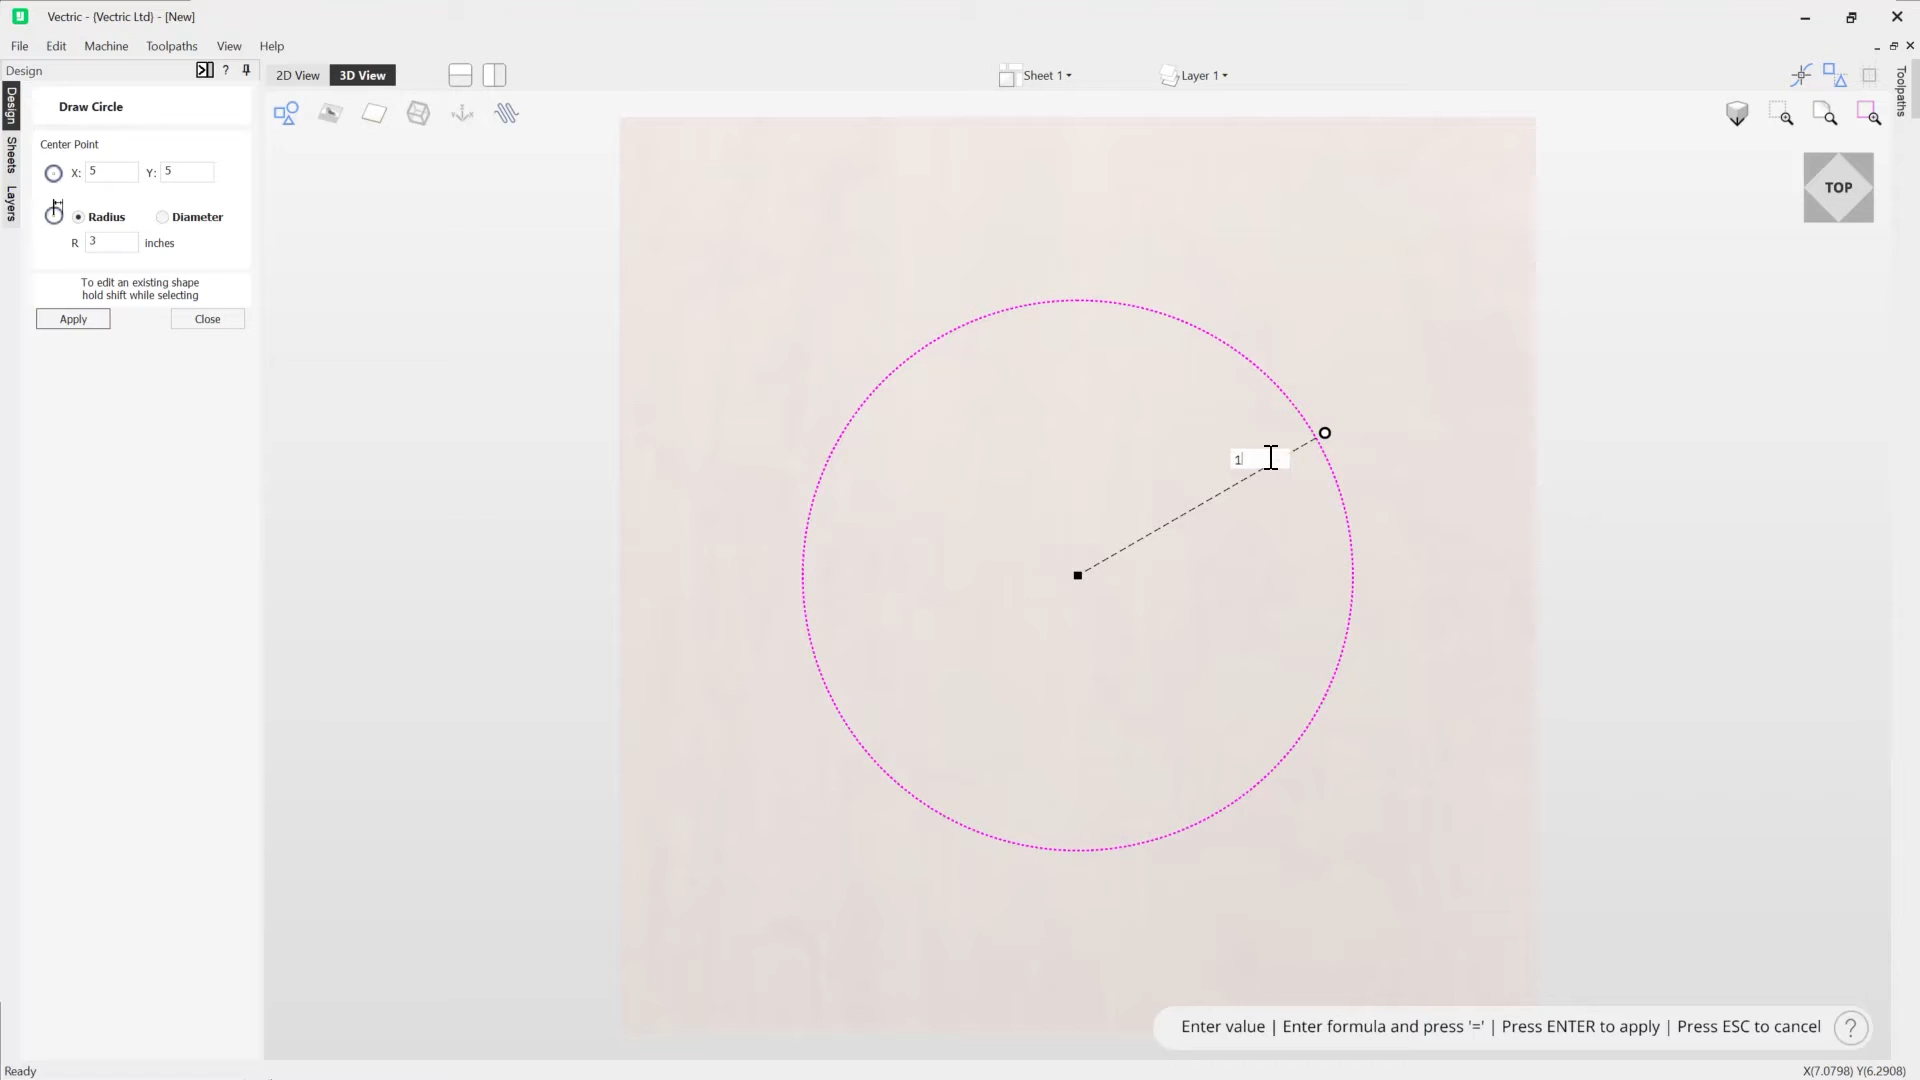 Vectric - {Vectric Ltd} - [New]
File Edit Machine Toolpaths View Help
Design ?
2D View 3D View
Sheet 1 Layer 1
Design
Sheets
Layers
Toolpaths
Draw Circle
Center Point
X: 5 Y: 5
Radius Diameter
R 3 inches
To edit an existing shape
hold shift while selecting
Apply Close
TOP
1
Enter value | Enter formula and press '=' | Press ENTER to apply | Press ESC to cancel ?
Ready X(7.0798) Y(6.2908)